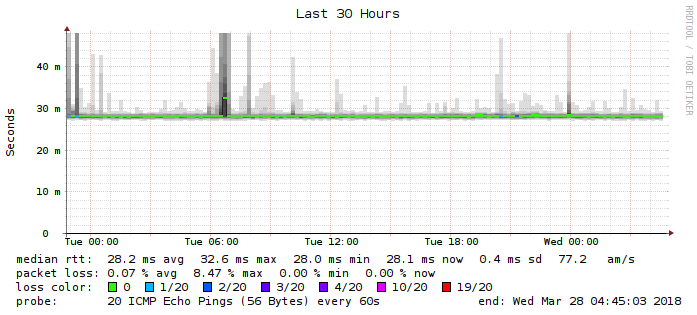 Last 30 Hours
RRDTOOL / TOBI OETIKER
Seconds
40 m
30 m
20 m
10 m
0
Tue 00:00 Tue 06:00 Tue 12:00 Tue 18:00 Wed 00:00
median rtt: 28.2 ms avg 32.6 ms max 28.0 ms min 28.1 ms now 0.4 ms sd 77.2 am/s
packet loss: 0.07 % avg 8.47 % max 0.00 % min 0.00 % now
loss color: 0 1/20 2/20 3/20 4/20 10/20 19/20
probe: 20 ICMP Echo Pings (56 Bytes) every 60s end: Wed Mar 28 04:45:03 2018